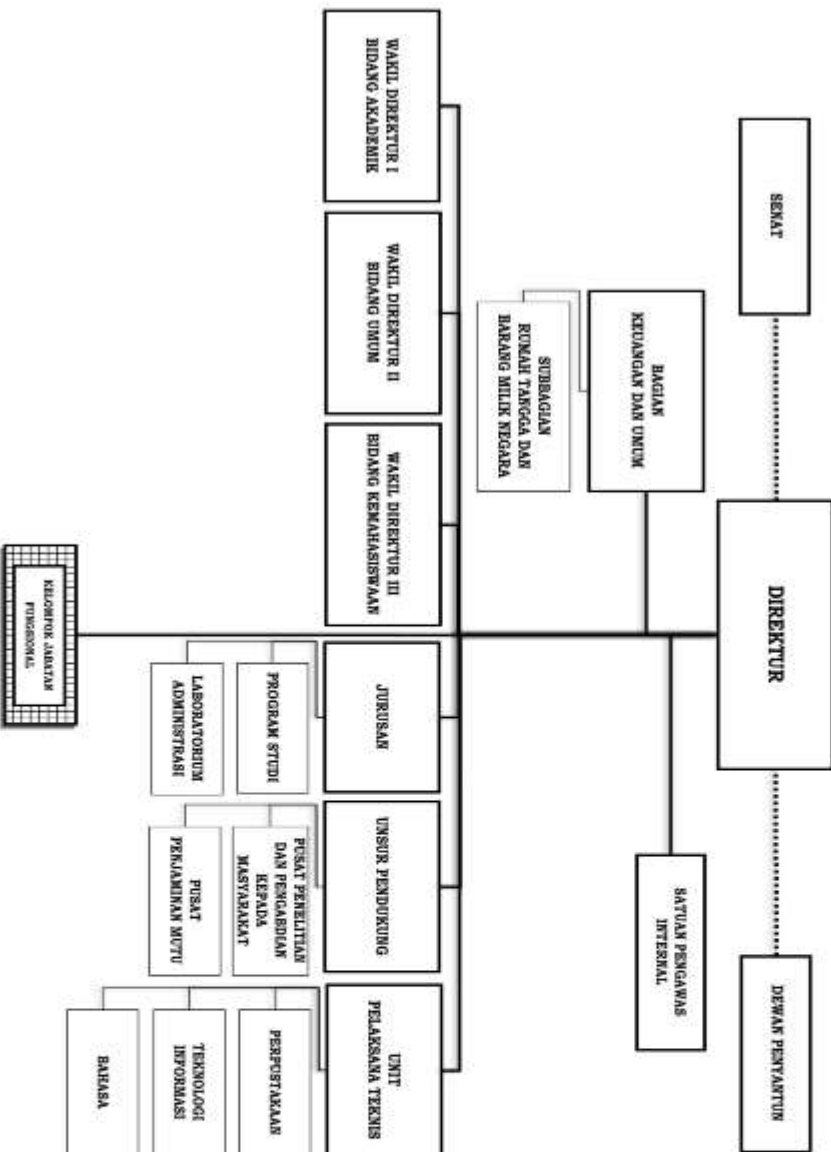 SENAT
DIREKTUR
DEWAN PENYANTUN
BAGIAN
KEUANGAN DAN UMUM
SUBBAGIAN
RUMAH TANGGA DAN
BARANG MILIK NEGARA
SATUAN PENGAWAS
INTERNAL
WAKIL DIREKTUR I
BIDANG AKADEMIK
WAKIL DIREKTUR II
BIDANG UMUM
WAKIL DIREKTUR III
BIDANG KEMAHASISWAAN
JURUSAN
PROGRAM STUDI
LABORATORIUM
ADMINISTRASI
UNSUR PENDUKUNG
PUSAT PENELITIAN
DAN PENGABDIAN
KEPADA
MASYARAKAT
PUSAT
PENJAMINAN MUTU
UNIT
PELAKSANA TEKNIS
PERPUSTAKAAN
TEKNOLOGI
INFORMASI
BAHASA
KELOMPOK JABATAN
FUNGSIONAL